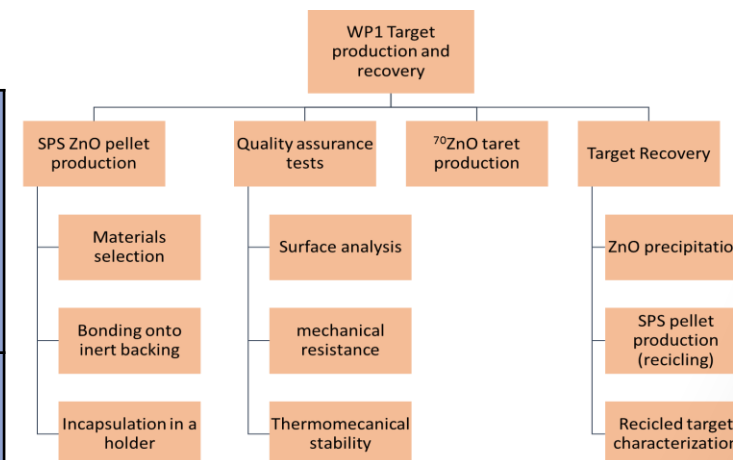 WP1 Target
production and
recovery
SPS ZnO pellet
production
Quality assurance
tests
⁷⁰ZnO taret
production
Target Recovery
Materials
selection
Surface analysis
ZnO precipitatio
Bonding onto
inert backing
mechanical
resistance
SPS pellet
production
(recicling)
Incapsulation in a
holder
Thermomecanical
stability
Recicled target
characterization